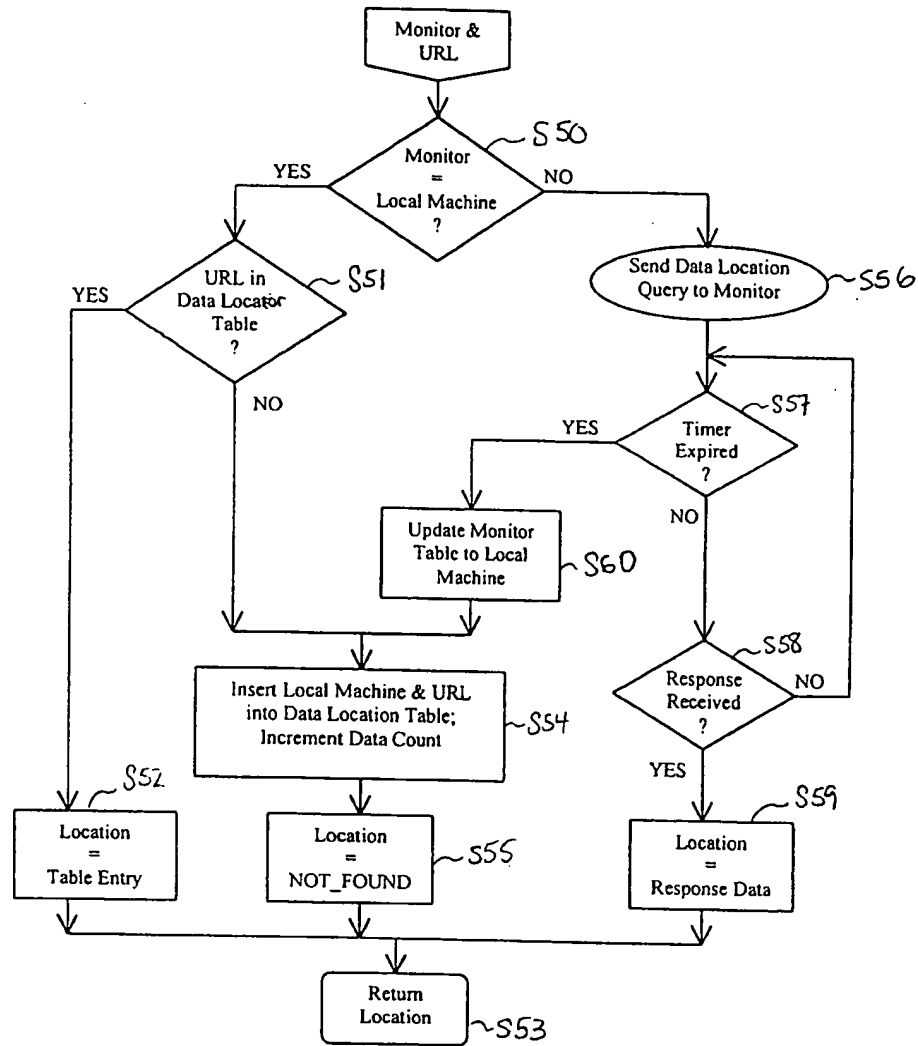 Monitor &
URL
S50
Monitor
=
Local Machine
?
YES
NO
S51
URL in
Data Locator
Table
?
YES
NO
Send Data Location
Query to Monitor
S56
S57
Timer
Expired
?
YES
NO
Update Monitor
Table to Local
Machine
S60
S58
Response
Received
?
NO
YES
Insert Local Machine & URL
into Data Location Table;
Increment Data Count
S54
S52
Location
=
Table Entry
Location
=
NOT_FOUND
S55
S59
Location
=
Response Data
Return
Location
S53